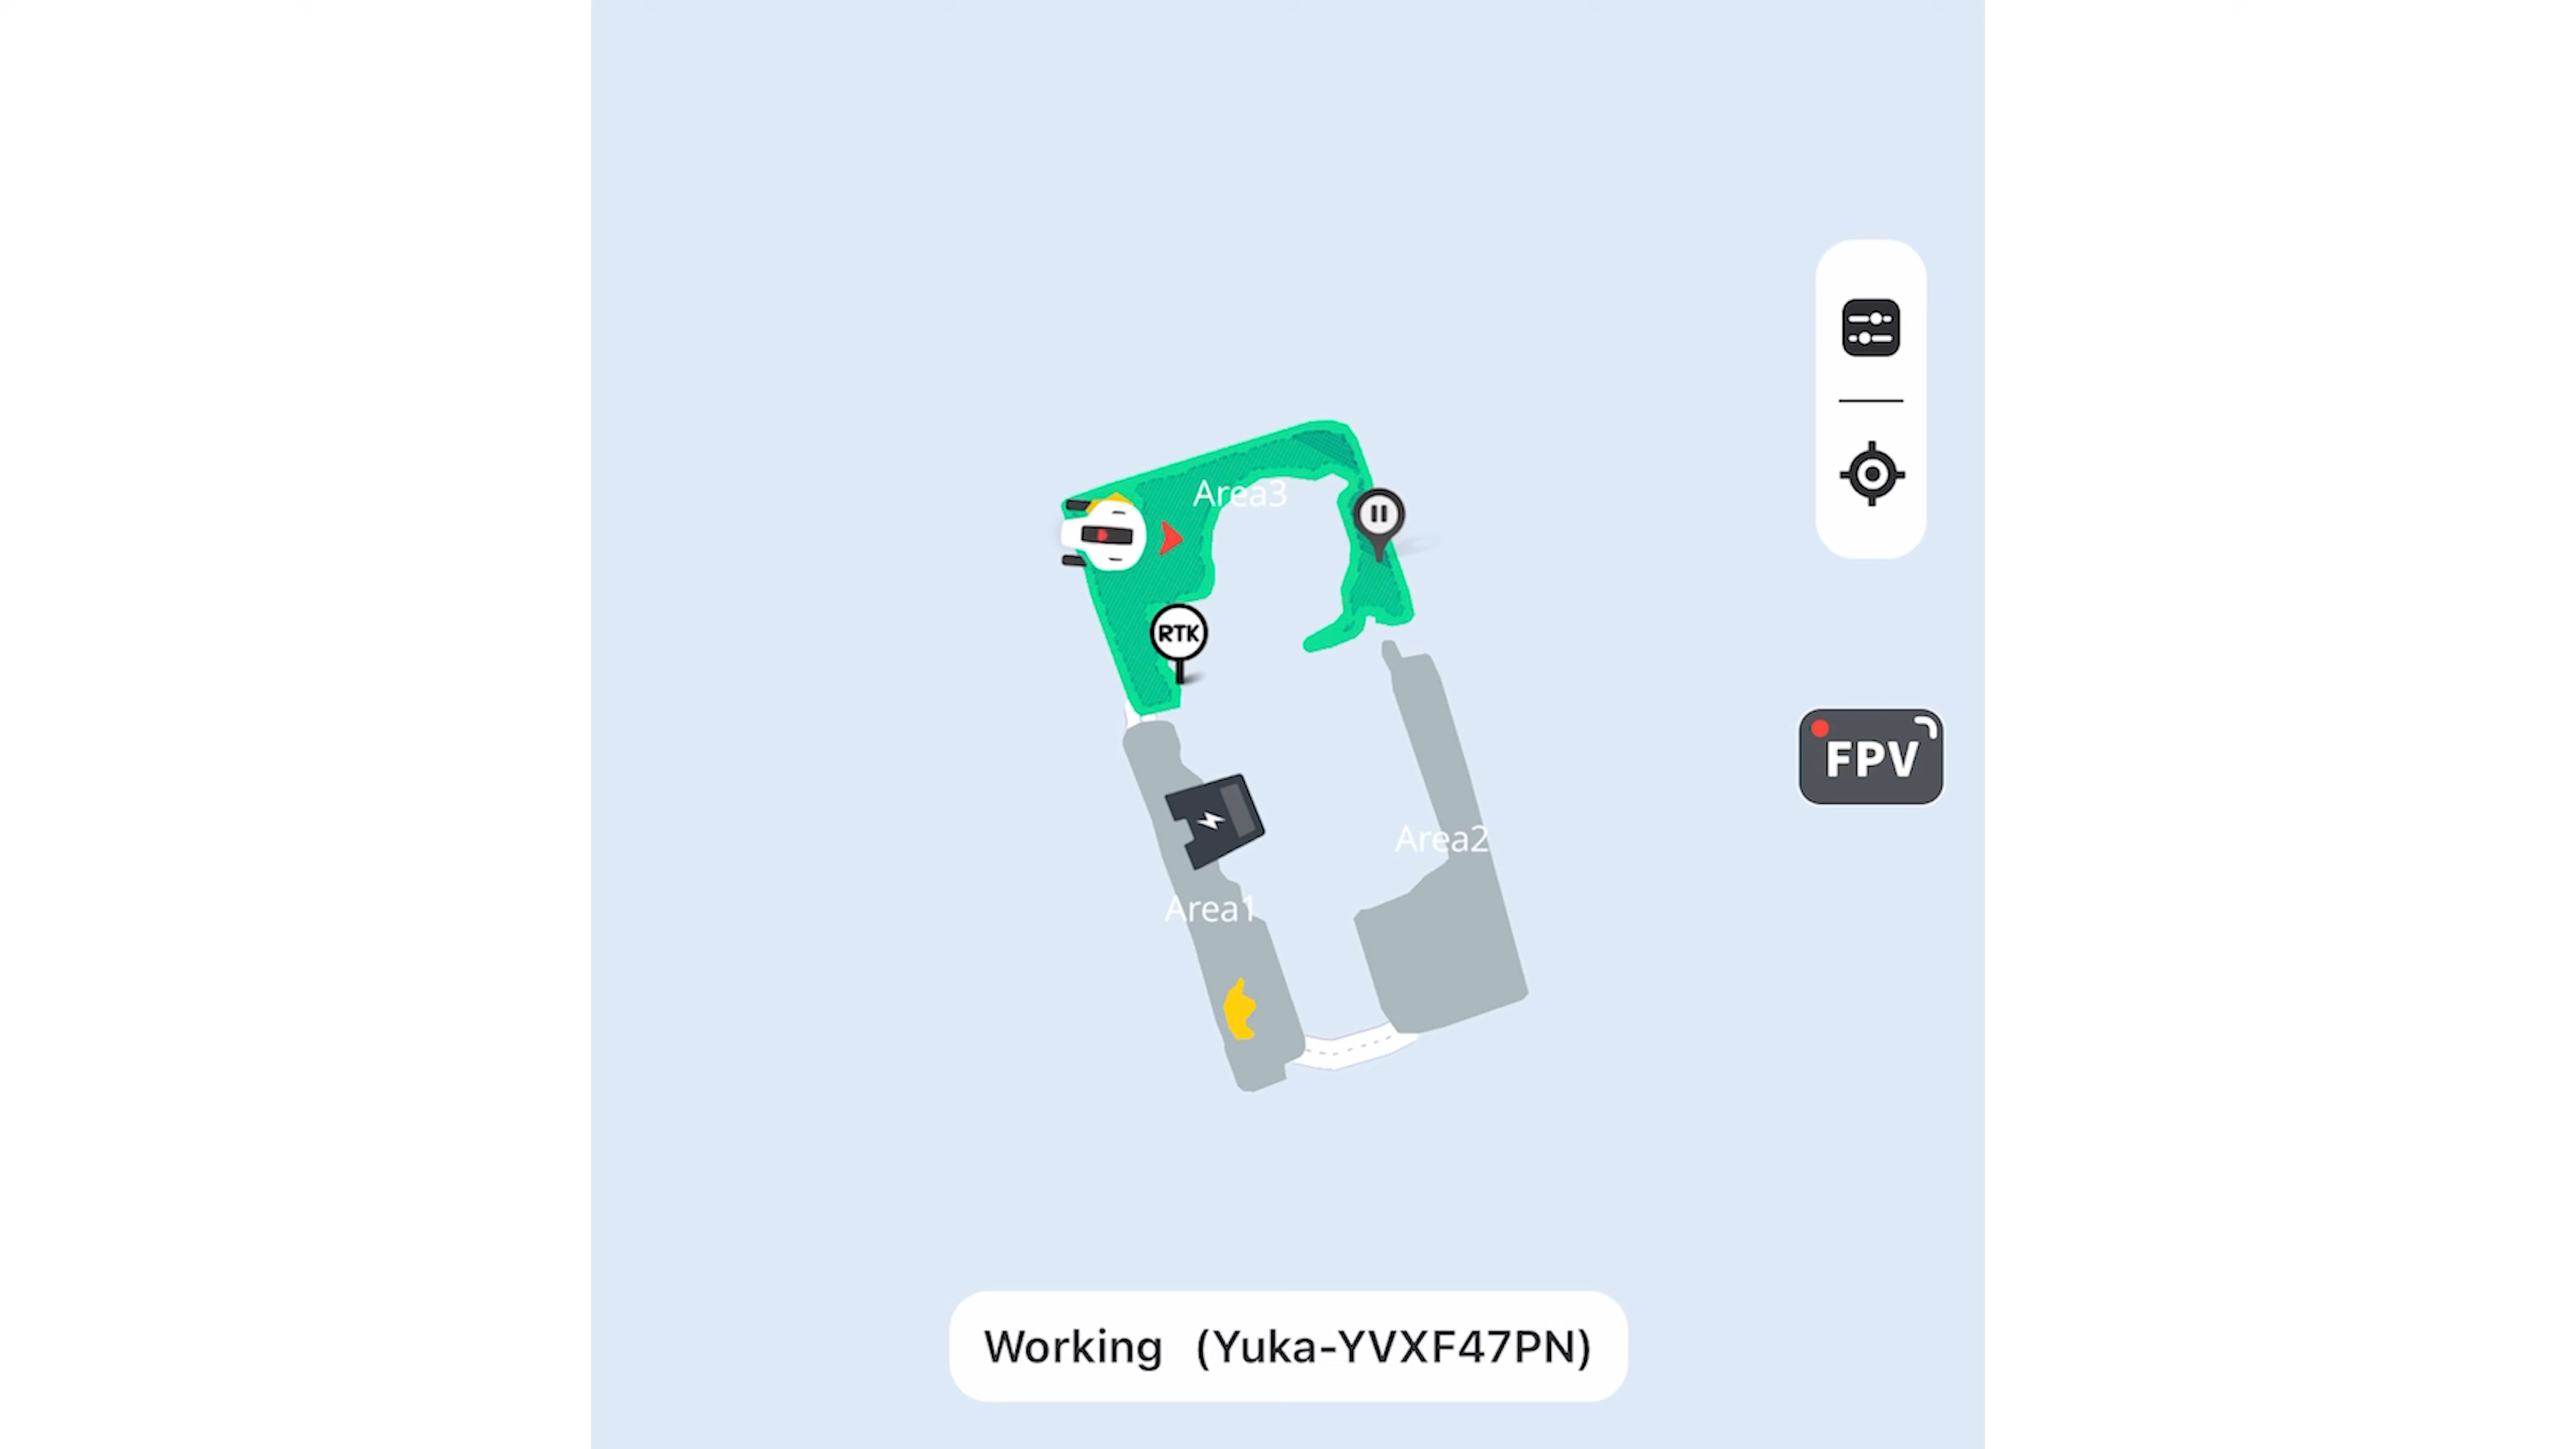 Area3
RTK
FPV
Area2
Area1
Working (Yuka-YVXF47PN)